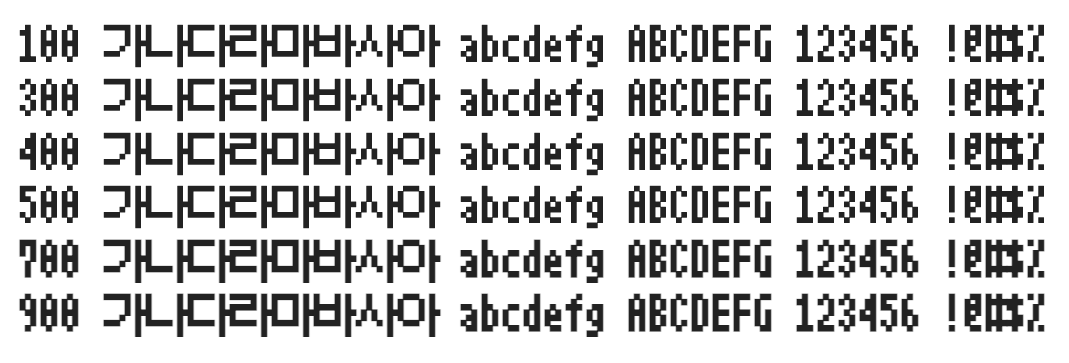 100 가나다라마바사아 abcdefg ABCDEFG 123456 !@#$%
300 가나다라마바사아 abcdefg ABCDEFG 123456 !@#$%
400 가나다라마바사아 abcdefg ABCDEFG 123456 !@#$%
500 가나다라마바사아 abcdefg ABCDEFG 123456 !@#$%
700 가나다라마바사아 abcdefg ABCDEFG 123456 !@#$%
900 가나다라마바사아 abcdefg ABCDEFG 123456 !@#$%